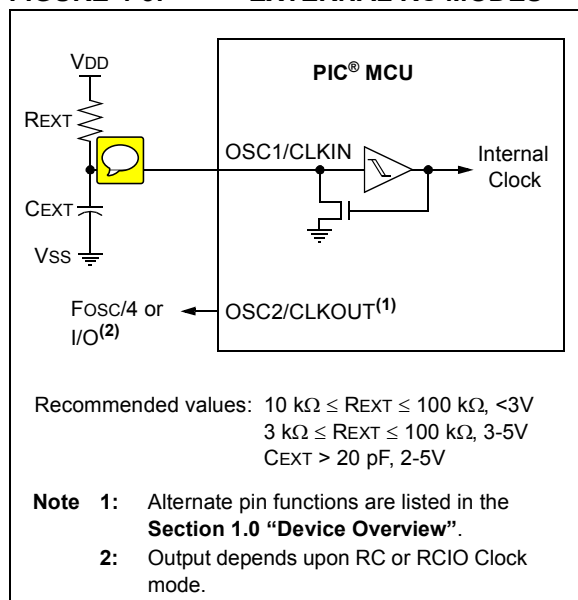 FIGURE 4-5: EXTERNAL RC MODES
VDD
PIC® MCU
REXT
OSC1/CLKIN
Internal
Clock
CEXT
VSS
FOSC/4 or
I/O(2)
OSC2/CLKOUT(1)
Recommended values: 10 kΩ ≤ REXT ≤ 100 kΩ, <3V
3 kΩ ≤ REXT ≤ 100 kΩ, 3-5V
CEXT > 20 pF, 2-5V
Note 1: Alternate pin functions are listed in the
Section 1.0 “Device Overview”.
2: Output depends upon RC or RCIO Clock
mode.